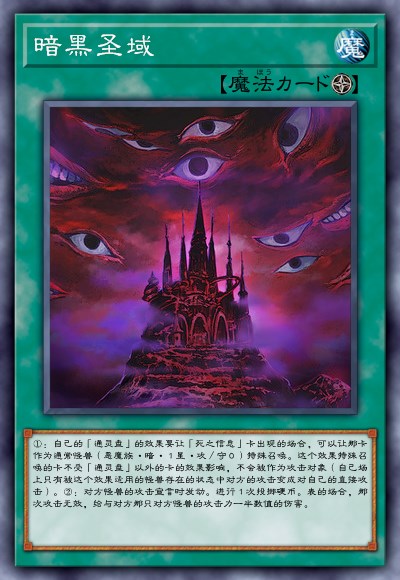 暗黑圣域
魔
ま ほう
【魔法カード】
①：自己的「通灵盘」的效果要让「死之信息」卡出现的场合，可以让那卡
作为通常怪兽（恶魔族·暗·1星·攻／守0）特殊召唤。这个效果特殊召
唤的卡不受「通灵盘」以外的卡的效果影响，不会被作为攻击对象（自己场
上只有被这个效果适用的怪兽存在的状态中对方的攻击变成对自己的直接攻
击）。②：对方怪兽的攻击宣言时发动。进行1次投掷硬币。表的场合，那
次攻击无效，给与对方那只对方怪兽的攻击力一半数值的伤害。